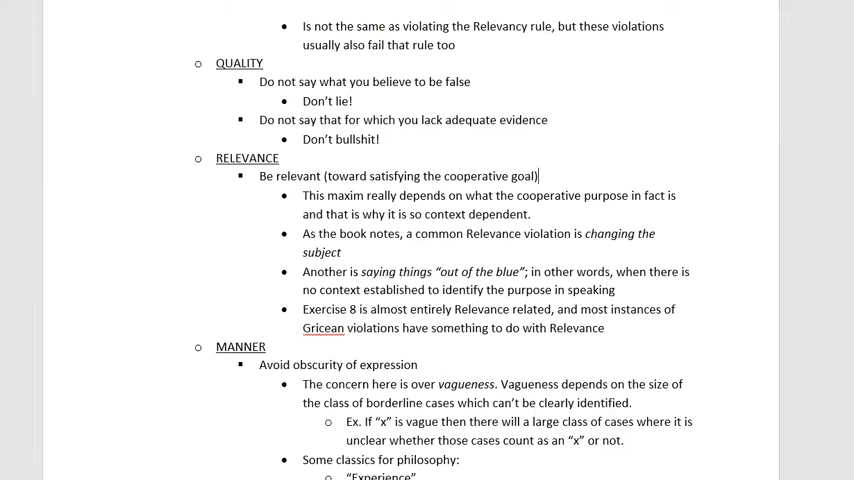 • Is not the same as violating the Relevancy rule, but these violations
usually also fail that rule too
o QUALITY
▪ Do not say what you believe to be false
• Don’t lie!
▪ Do not say that for which you lack adequate evidence
• Don’t bullshit!
o RELEVANCE
▪ Be relevant (toward satisfying the cooperative goal)
• This maxim really depends on what the cooperative purpose in fact is
and that is why it is so context dependent.
• As the book notes, a common Relevance violation is changing the
subject
• Another is saying things “out of the blue”; in other words, when there is
no context established to identify the purpose in speaking
• Exercise 8 is almost entirely Relevance related, and most instances of
Gricean violations have something to do with Relevance
o MANNER
▪ Avoid obscurity of expression
• The concern here is over vagueness. Vagueness depends on the size of
the class of borderline cases which can’t be clearly identified.
o Ex. If “x” is vague then there will a large class of cases where it is
unclear whether those cases count as an “x” or not.
• Some classics for philosophy:
o “Experience”